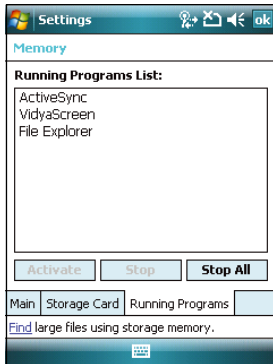 Settings
ok
Memory
Running Programs List:
ActiveSync
VidyaScreen
File Explorer
Activate Stop Stop All
Main Storage Card Running Programs
Find large files using storage memory.